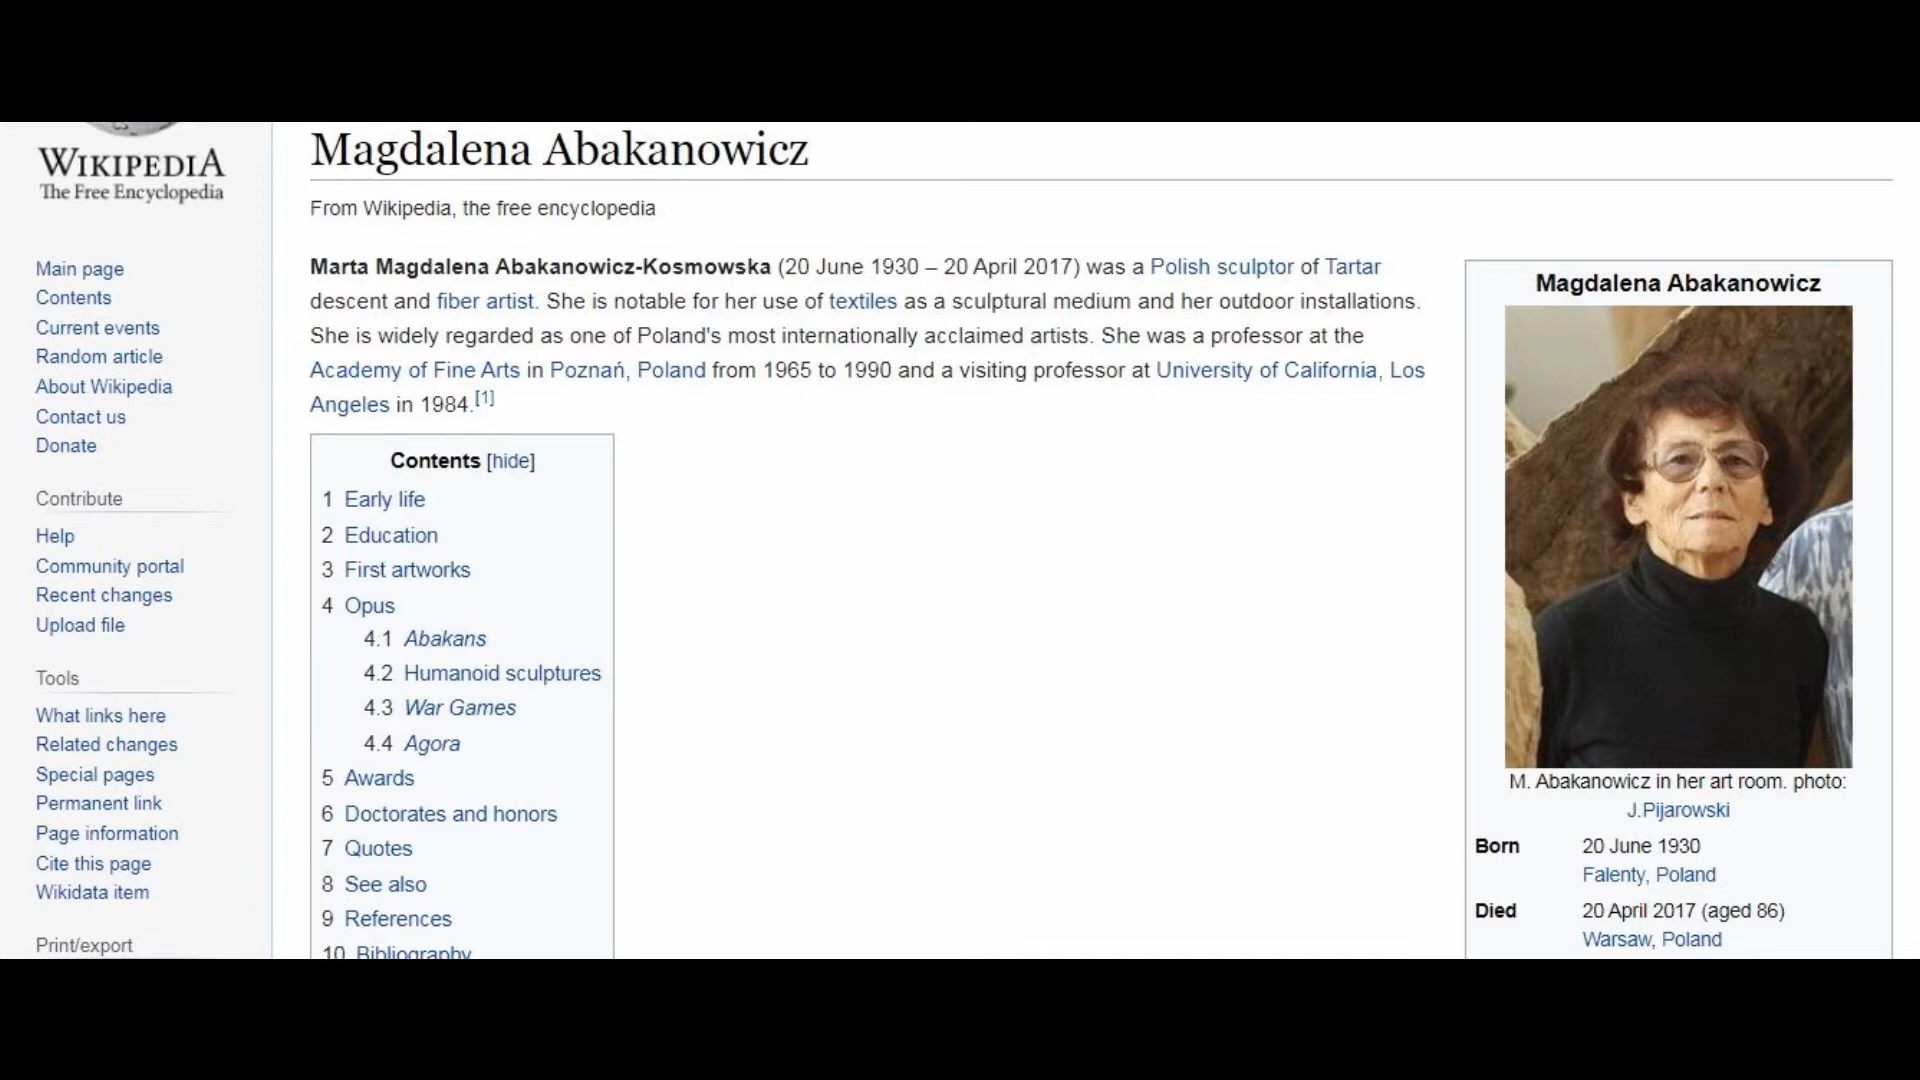 WIKIPEDIA
The Free Encyclopedia
Main page
Contents
Current events
Random article
About Wikipedia
Contact us
Donate
Contribute
Help
Community portal
Recent changes
Upload file
Tools
What links here
Related changes
Special pages
Permanent link
Page information
Cite this page
Wikidata item
Print/export
Magdalena Abakanowicz
From Wikipedia, the free encyclopedia
Marta Magdalena Abakanowicz-Kosmowska (20 June 1930 – 20 April 2017) was a Polish sculptor of Tartar
descent and fiber artist. She is notable for her use of textiles as a sculptural medium and her outdoor installations.
She is widely regarded as one of Poland's most internationally acclaimed artists. She was a professor at the
Academy of Fine Arts in Poznań, Poland from 1965 to 1990 and a visiting professor at University of California, Los
Angeles in 1984.[1]
Contents [hide]
1 Early life
2 Education
3 First artworks
4 Opus
4.1 Abakans
4.2 Humanoid sculptures
4.3 War Games
4.4 Agora
5 Awards
6 Doctorates and honors
7 Quotes
8 See also
9 References
10 Bibliography
Magdalena Abakanowicz
M. Abakanowicz in her art room. photo:
J.Pijarowski
Born 20 June 1930
Falenty, Poland
Died 20 April 2017 (aged 86)
Warsaw, Poland